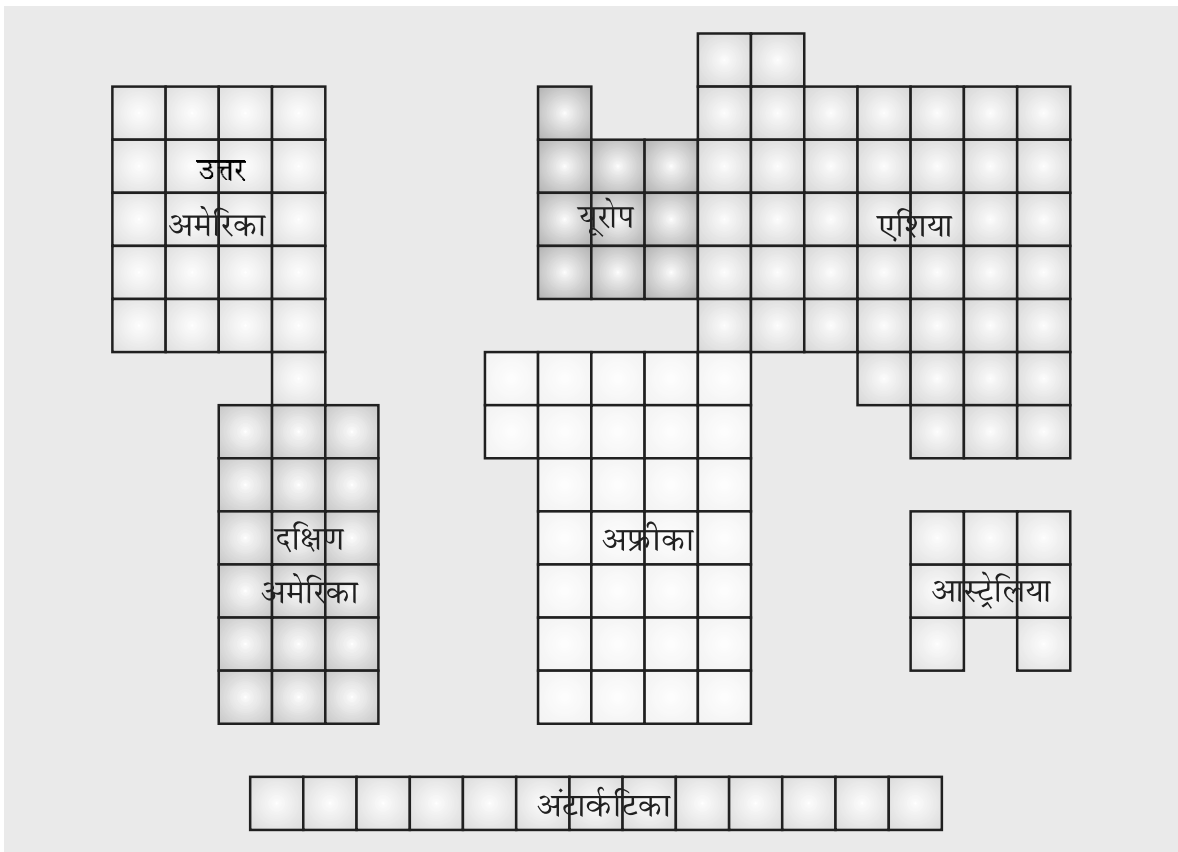 उत्तर
अमेरिका
यूरोप
एशिया
दक्षिण
अमेरिका
अफ्रीका
आस्ट्रेलिया
अंटार्कटिका